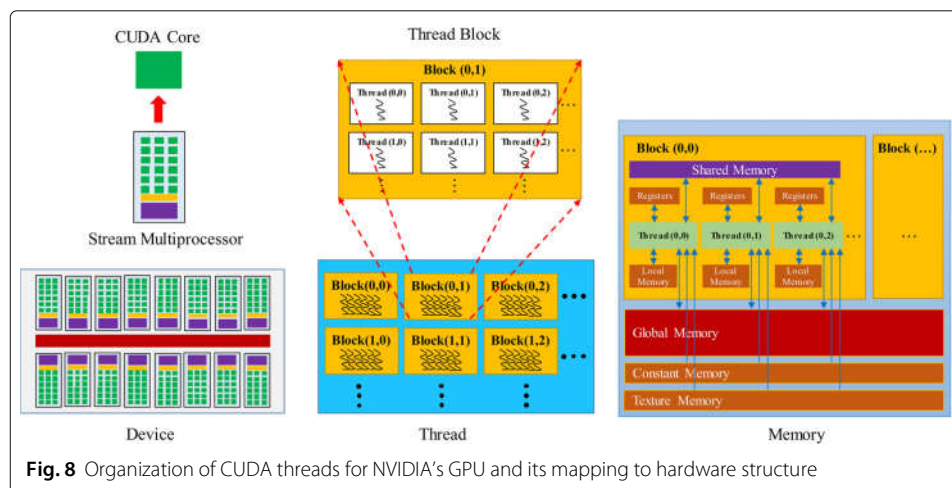 CUDA Core
Stream Multiprocessor
Device
Thread Block
Block (0,1)
Thread(0,0) Thread(0,1) Thread(0,2) ...
Thread(1,0) Thread(1,1) Thread(1,2) ...
Block(0,0) Block(0,1) Block(0,2) ...
Block(1,0) Block(1,1) Block(1,2) ...
Thread
Block (0,0)
Shared Memory
Registers Registers Registers
Thread(0,0) Thread(0,1) Thread(0,2) ...
Local Memory Local Memory Local Memory
Block (...)
...
Global Memory
Constant Memory
Texture Memory
Memory
Fig. 8 Organization of CUDA threads for NVIDIA's GPU and its mapping to hardware structure